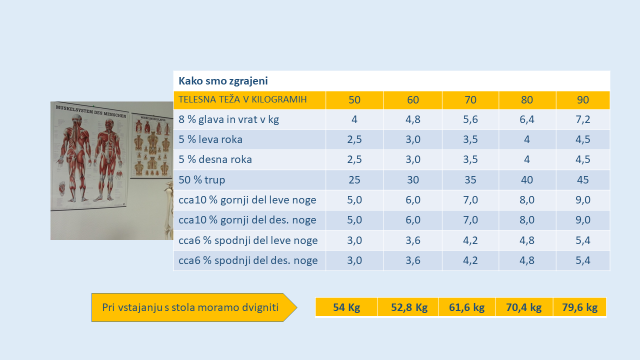 Kako smo zgrajeni
TELESNA TEŽA V KILOGRAMIH 50 60 70 80 90
8 % glava in vrat v kg 4 4,8 5,6 6,4 7,2
5 % leva roka 2,5 3,0 3,5 4 4,5
5 % desna roka 2,5 3,0 3,5 4 4,5
50 % trup 25 30 35 40 45
cca10 % gornji del leve noge 5,0 6,0 7,0 8,0 9,0
cca10 % gornji del des. noge 5,0 6,0 7,0 8,0 9,0
cca6 % spodnji del leve noge 3,0 3,6 4,2 4,8 5,4
cca6 % spodnji del des. noge 3,0 3,6 4,2 4,8 5,4
MUSKELSYSTEM DES MENSCHEN
Pri vstajanju s stola moramo dvigniti 54 Kg 52,8 Kg 61,6 kg 70,4 kg 79,6 kg